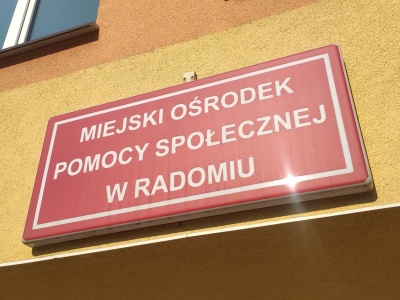 MIEJSKI OŚRODEK
POMOCY SPOŁECZNEJ
W RADOMIU